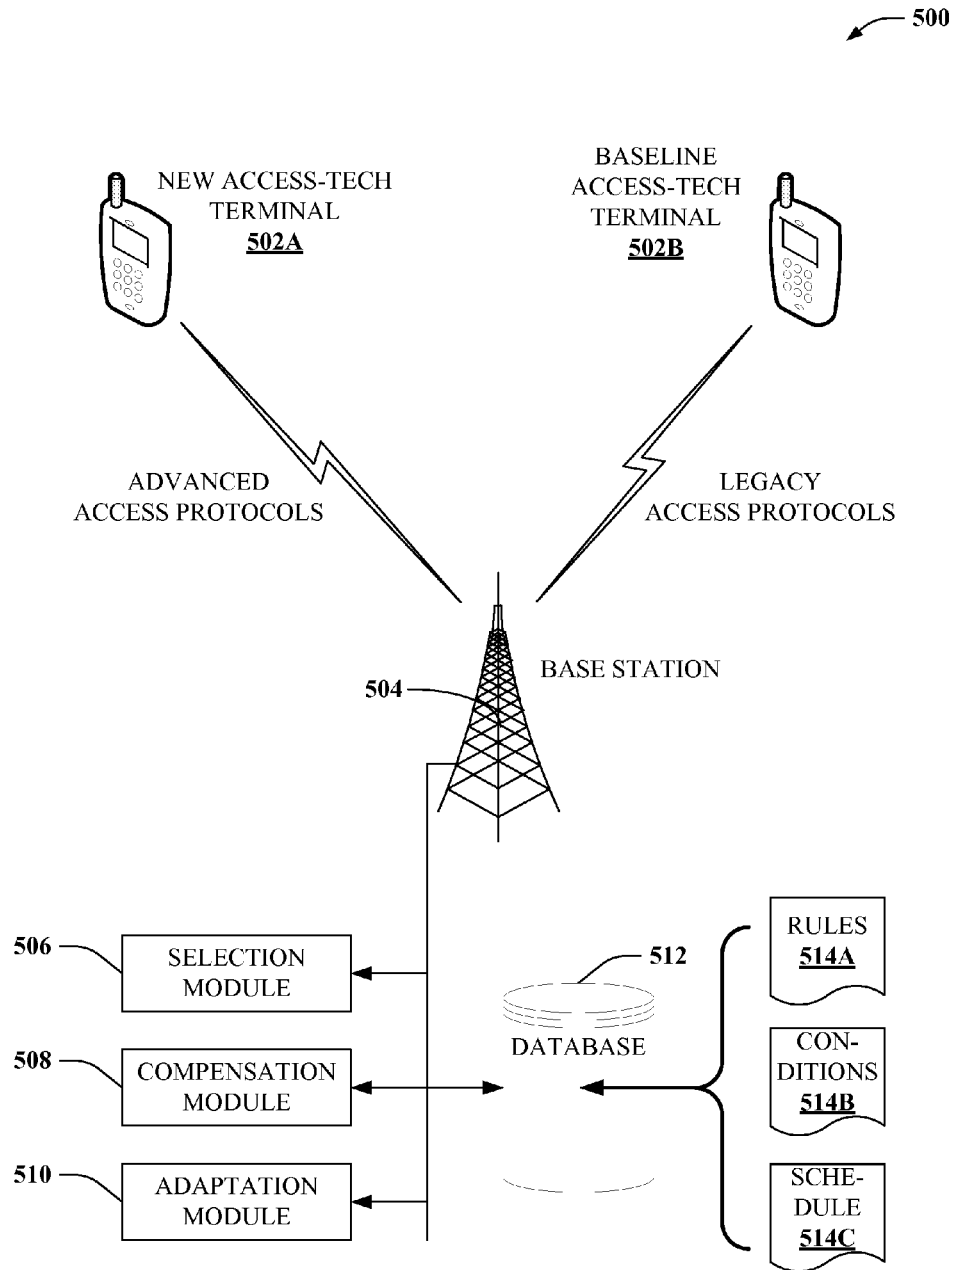 500
NEW ACCESS-TECH
TERMINAL
502A
BASELINE
ACCESS-TECH
TERMINAL
502B
ADVANCED
ACCESS PROTOCOLS
LEGACY
ACCESS PROTOCOLS
BASE STATION
504
506
SELECTION
MODULE
508
COMPENSATION
MODULE
510
ADAPTATION
MODULE
512
DATABASE
RULES
514A
CON-
DITIONS
514B
SCHE-
DULE
514C